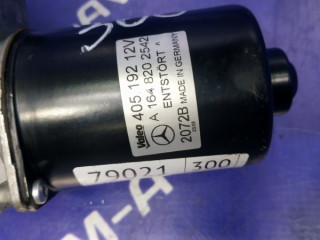 Valeo 405 192 12V
A 164 820 2542
ENTSTÖRT
2072B MADE IN GERMANY
79021 300